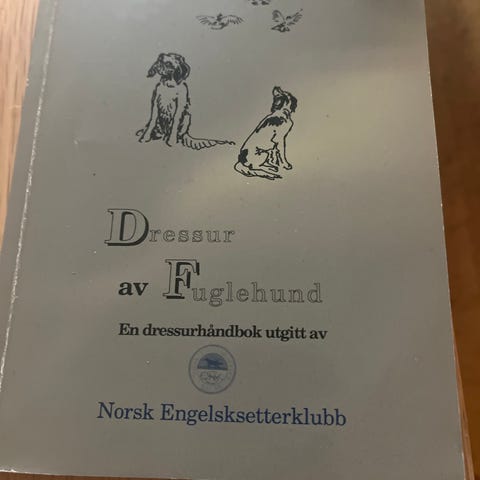 Dressur
av Fuglehund
En dressurhåndbok utgitt av
Norsk Engelsksetterklubb